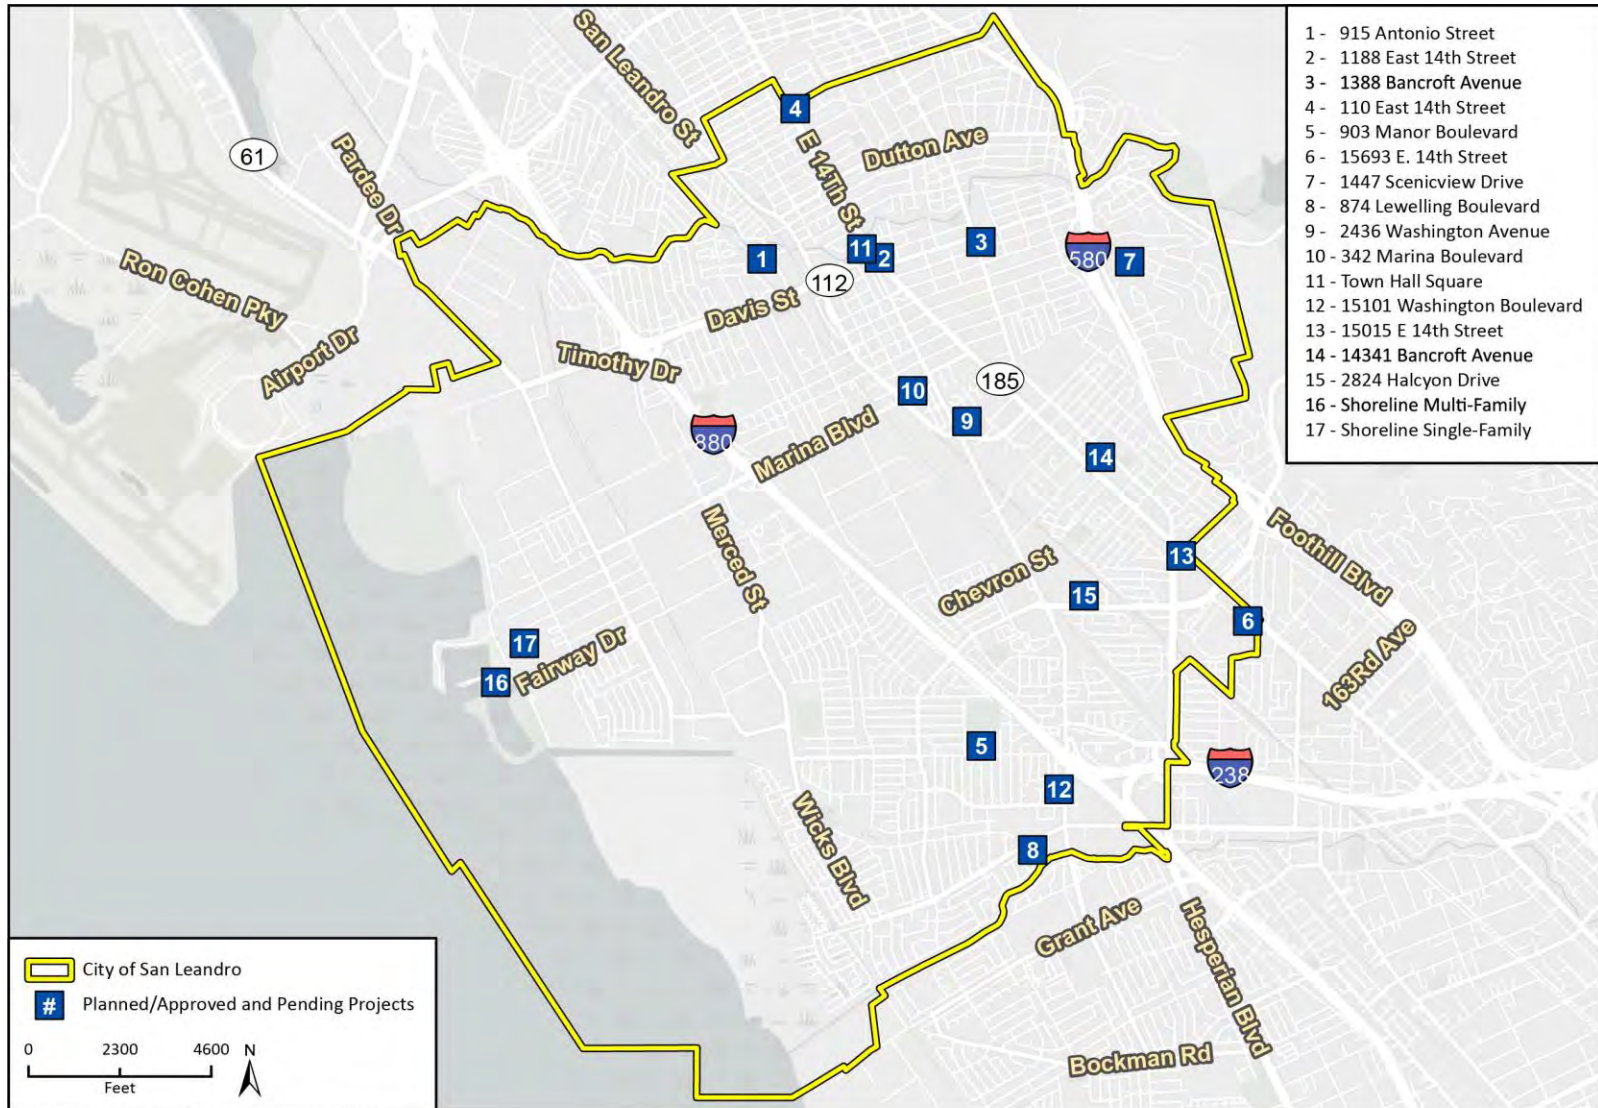 1 - 915 Antonio Street
2 - 1188 East 14th Street
3 - 1388 Bancroft Avenue
4 - 110 East 14th Street
5 - 903 Manor Boulevard
6 - 15693 E. 14th Street
7 - 1447 Scenicview Drive
8 - 874 Lewelling Boulevard
9 - 2436 Washington Avenue
10 - 342 Marina Boulevard
11 - Town Hall Square
12 - 15101 Washington Boulevard
13 - 15015 E 14th Street
14 - 14341 Bancroft Avenue
15 - 2824 Halcyon Drive
16 - Shoreline Multi-Family
17 - Shoreline Single-Family
San Leandro St
4
61
Pardee Dr
E 14Th St
Dutton Ave
1
11
2
3
580
7
112
Ron Cohen Pky
Davis St
Airport Dr
Timothy Dr
10
185
9
880
Marina Blvd
14
Merced St
13
Foothill Blvd
Chevron St
15
6
17
16
Fairway Dr
163Rd Ave
5
238
12
Wicks Blvd
8
Grant Ave
Hesperian Blvd
Bockman Rd
City of San Leandro
# Planned/Approved and Pending Projects
0 2300 4600 N
Feet